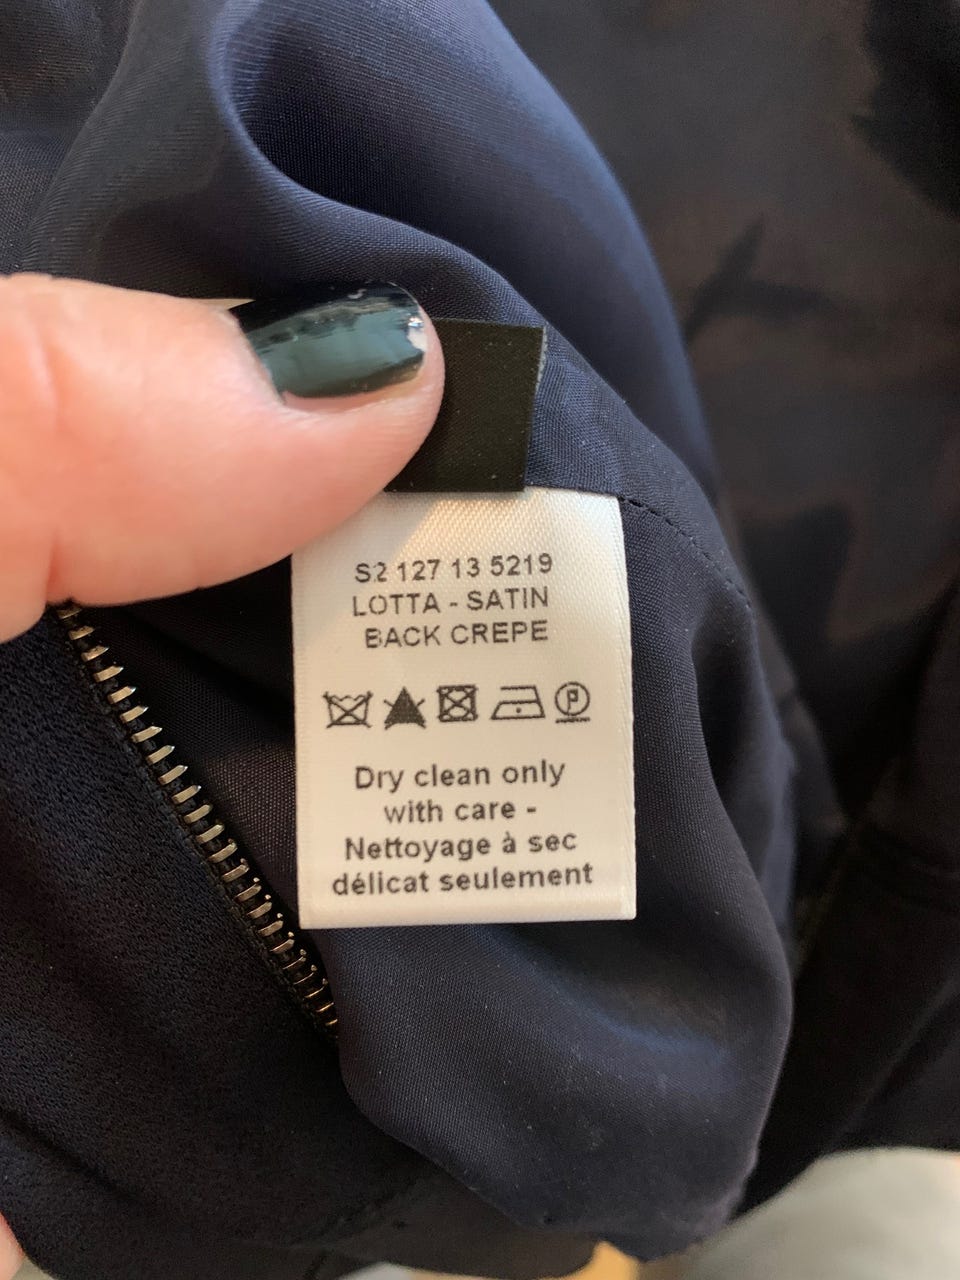 S2 127 13 5219
LOTTA - SATIN
BACK CREPE
P
Dry clean only
with care -
Nettoyage à sec
délicat seulement